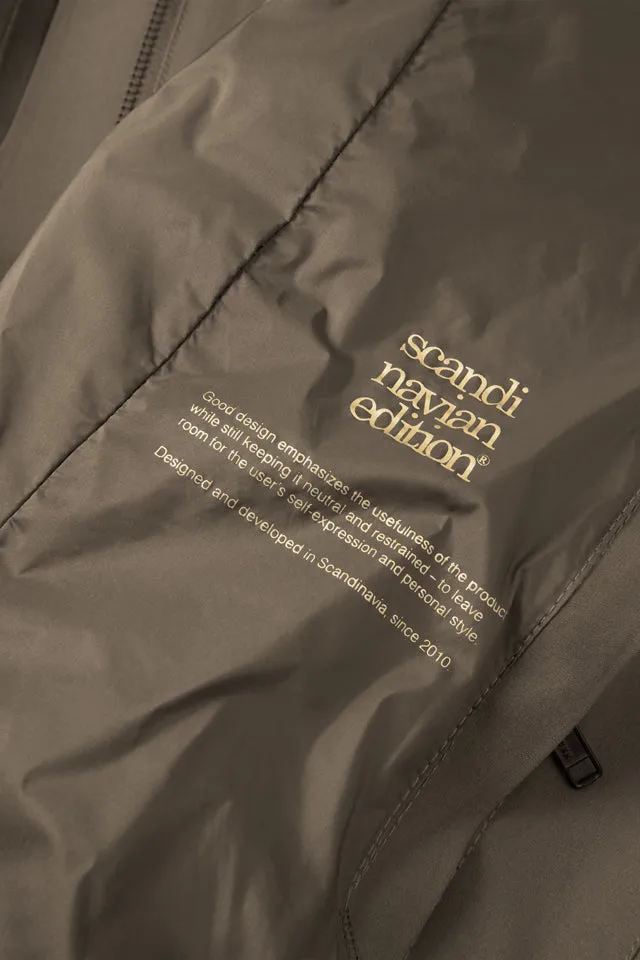 scandi
navian
edition®
Good design emphasizes the usefulness of the product
while still keeping it neutral and restrained – to leave
room for the user's self-expression and personal style.
Designed and developed in Scandinavia, since 2010